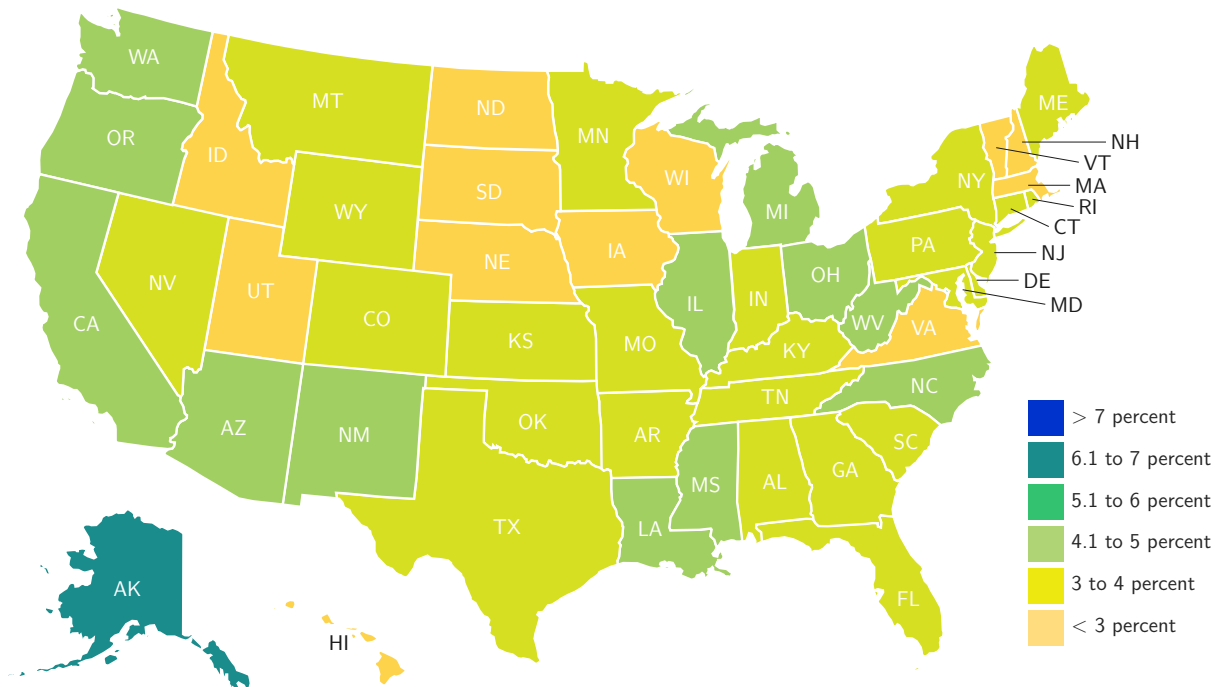 WA
MT
ND
MN
ME
OR
ID
SD
WI
MI
NY
NH
VT
MA
RI
CT
WY
NE
IA
PA
NJ
NV
UT
CO
IL
IN
OH
DE
MD
CA
KS
MO
KY
WV
VA
AZ
NM
OK
AR
TN
NC
SC
TX
LA
MS
AL
GA
FL
AK
HI
> 7 percent
6.1 to 7 percent
5.1 to 6 percent
4.1 to 5 percent
3 to 4 percent
< 3 percent